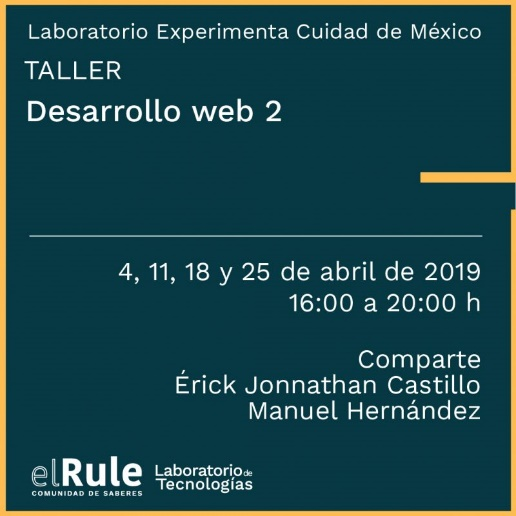 Laboratorio Experimenta Cuidad de México
TALLER
Desarrollo web 2
4, 11, 18 y 25 de abril de 2019
16:00 a 20:00 h
Comparte
Érick Jonnathan Castillo
Manuel Hernández
elRule
COMUNIDAD DE SABERES
Laboratorio de
Tecnologías